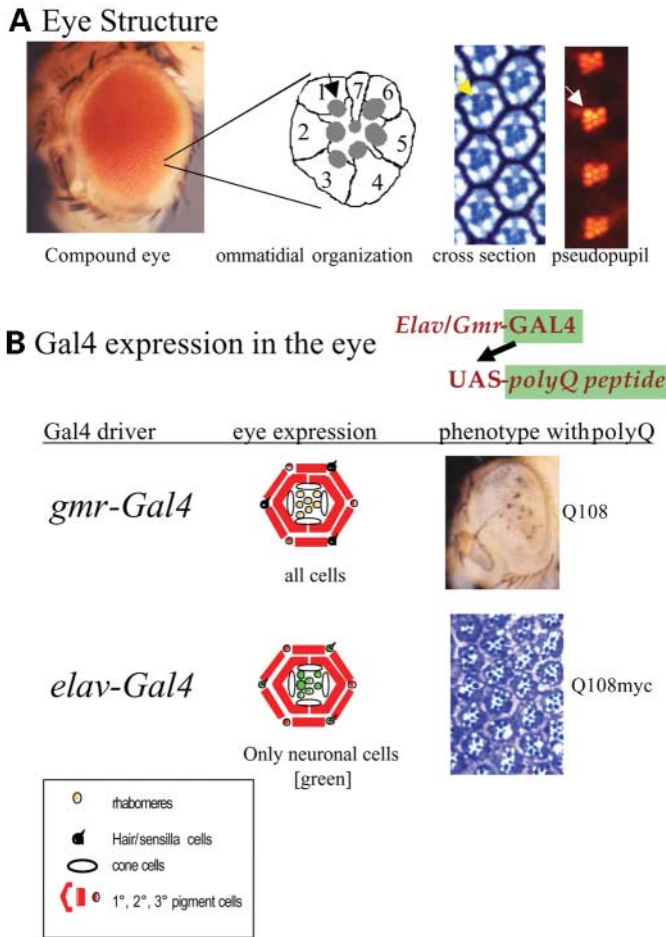 A Eye Structure
1 7 6
2 5
3 4
Compound eye ommatidial organization cross section pseudopupil
Elav/Gmr-GAL4
B Gal4 expression in the eye
UAS-polyQ peptide
Gal4 driver eye expression phenotype with polyQ
gmr-Gal4
Q108
all cells
elav-Gal4
Q108myc
Only neuronal cells
[green]
rhabomeres
Hair/sensilla cells
cone cells
1°, 2°, 3° pigment cells